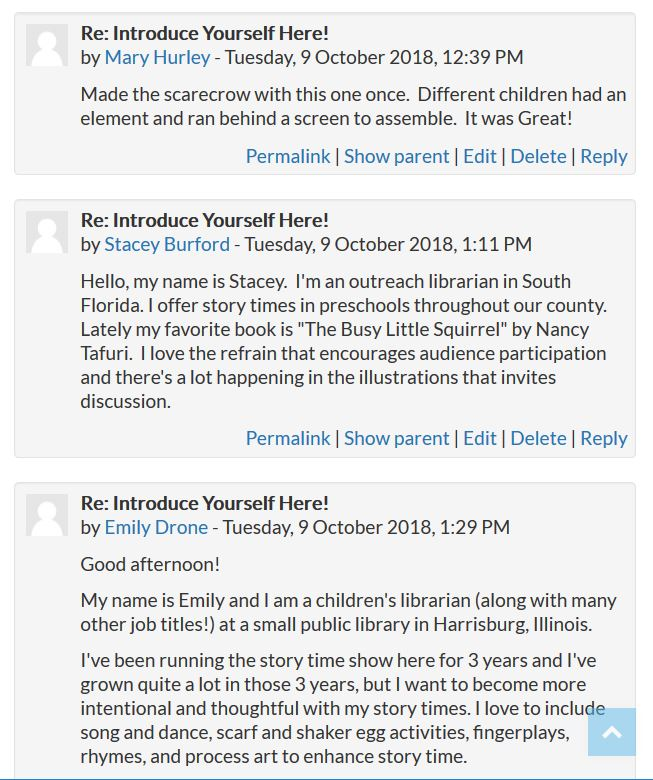 Re: Introduce Yourself Here!
by Mary Hurley - Tuesday, 9 October 2018, 12:39 PM
Made the scarecrow with this one once.  Different children had an
element and ran behind a screen to assemble.  It was Great!
Permalink | Show parent | Edit | Delete | Reply
Re: Introduce Yourself Here!
by Stacey Burford - Tuesday, 9 October 2018, 1:11 PM
Hello, my name is Stacey.  I'm an outreach librarian in South
Florida. I offer story times in preschools throughout our county.
Lately my favorite book is "The Busy Little Squirrel" by Nancy
Tafuri.  I love the refrain that encourages audience participation
and there's a lot happening in the illustrations that invites
discussion.
Permalink | Show parent | Edit | Delete | Reply
Re: Introduce Yourself Here!
by Emily Drone - Tuesday, 9 October 2018, 1:29 PM
Good afternoon!
My name is Emily and I am a children's librarian (along with many
other job titles!) at a small public library in Harrisburg, Illinois.
I've been running the story time show here for 3 years and I've
grown quite a lot in those 3 years, but I want to become more
intentional and thoughtful with my story times. I love to include
song and dance, scarf and shaker egg activities, fingerplays,
rhymes, and process art to enhance story time.